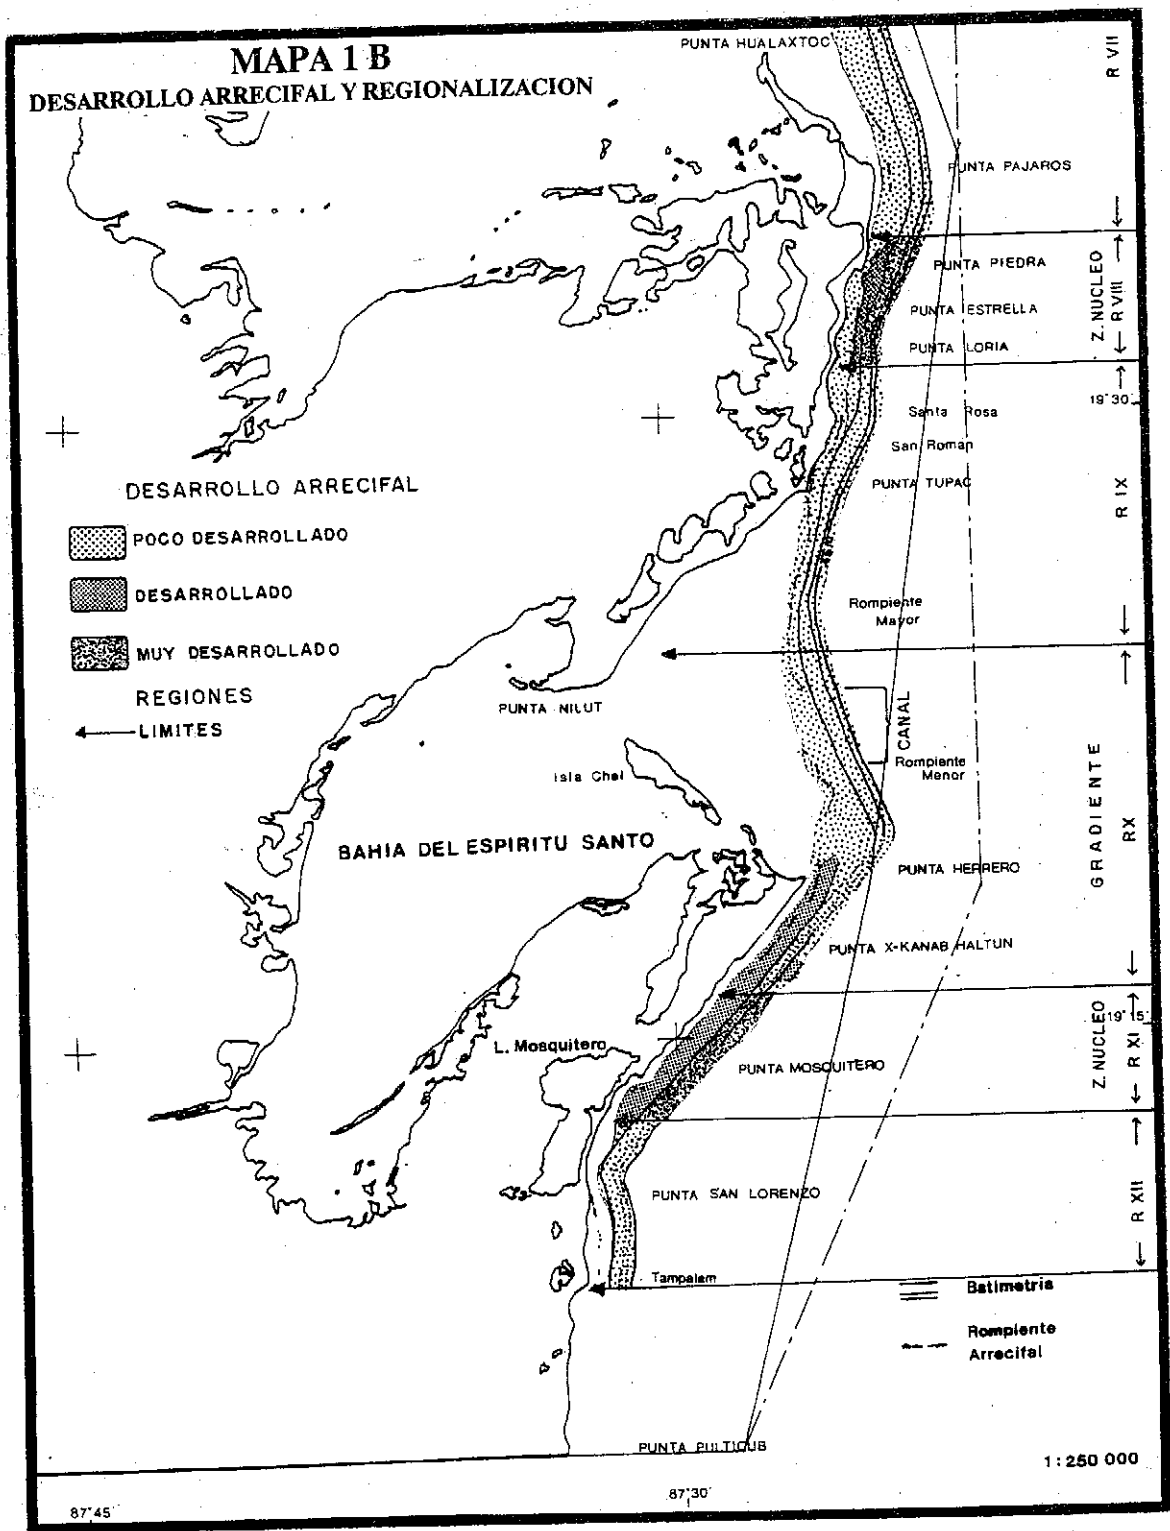 MAPA 1 B
DESARROLLO ARRECIFAL Y REGIONALIZACION
PUNTA HUALAXTOC
R VII
PUNTA PAJAROS
PUNTA PIEDRA
PUNTA ESTRELLA
PUNTA LORIA
Z. NUCLEO
R VIII
19°30'
Santa Rosa
San Roman
PUNTA TUPAC
R IX
DESARROLLO ARRECIFAL
POCO DESARROLLADO
DESARROLLADO
MUY DESARROLLADO
REGIONES
LIMITES
Rompiente
Mayor
PUNTA NILUT
CANAL
Rompiente
Menor
Isla Chal
BAHIA DEL ESPIRITU SANTO
GRADIENTE
RX
PUNTA HERRERO
PUNTA X-KANAB HALTUN
Z. NUCLEO
R XI
19°15'
L. Mosquitero
PUNTA MOSQUITERO
PUNTA SAN LORENZO
R XII
Tampalam
Batimetria
Rompiente
Arrecifal
PUNTA PULTICUB
1:250 000
87°45'
87°30'